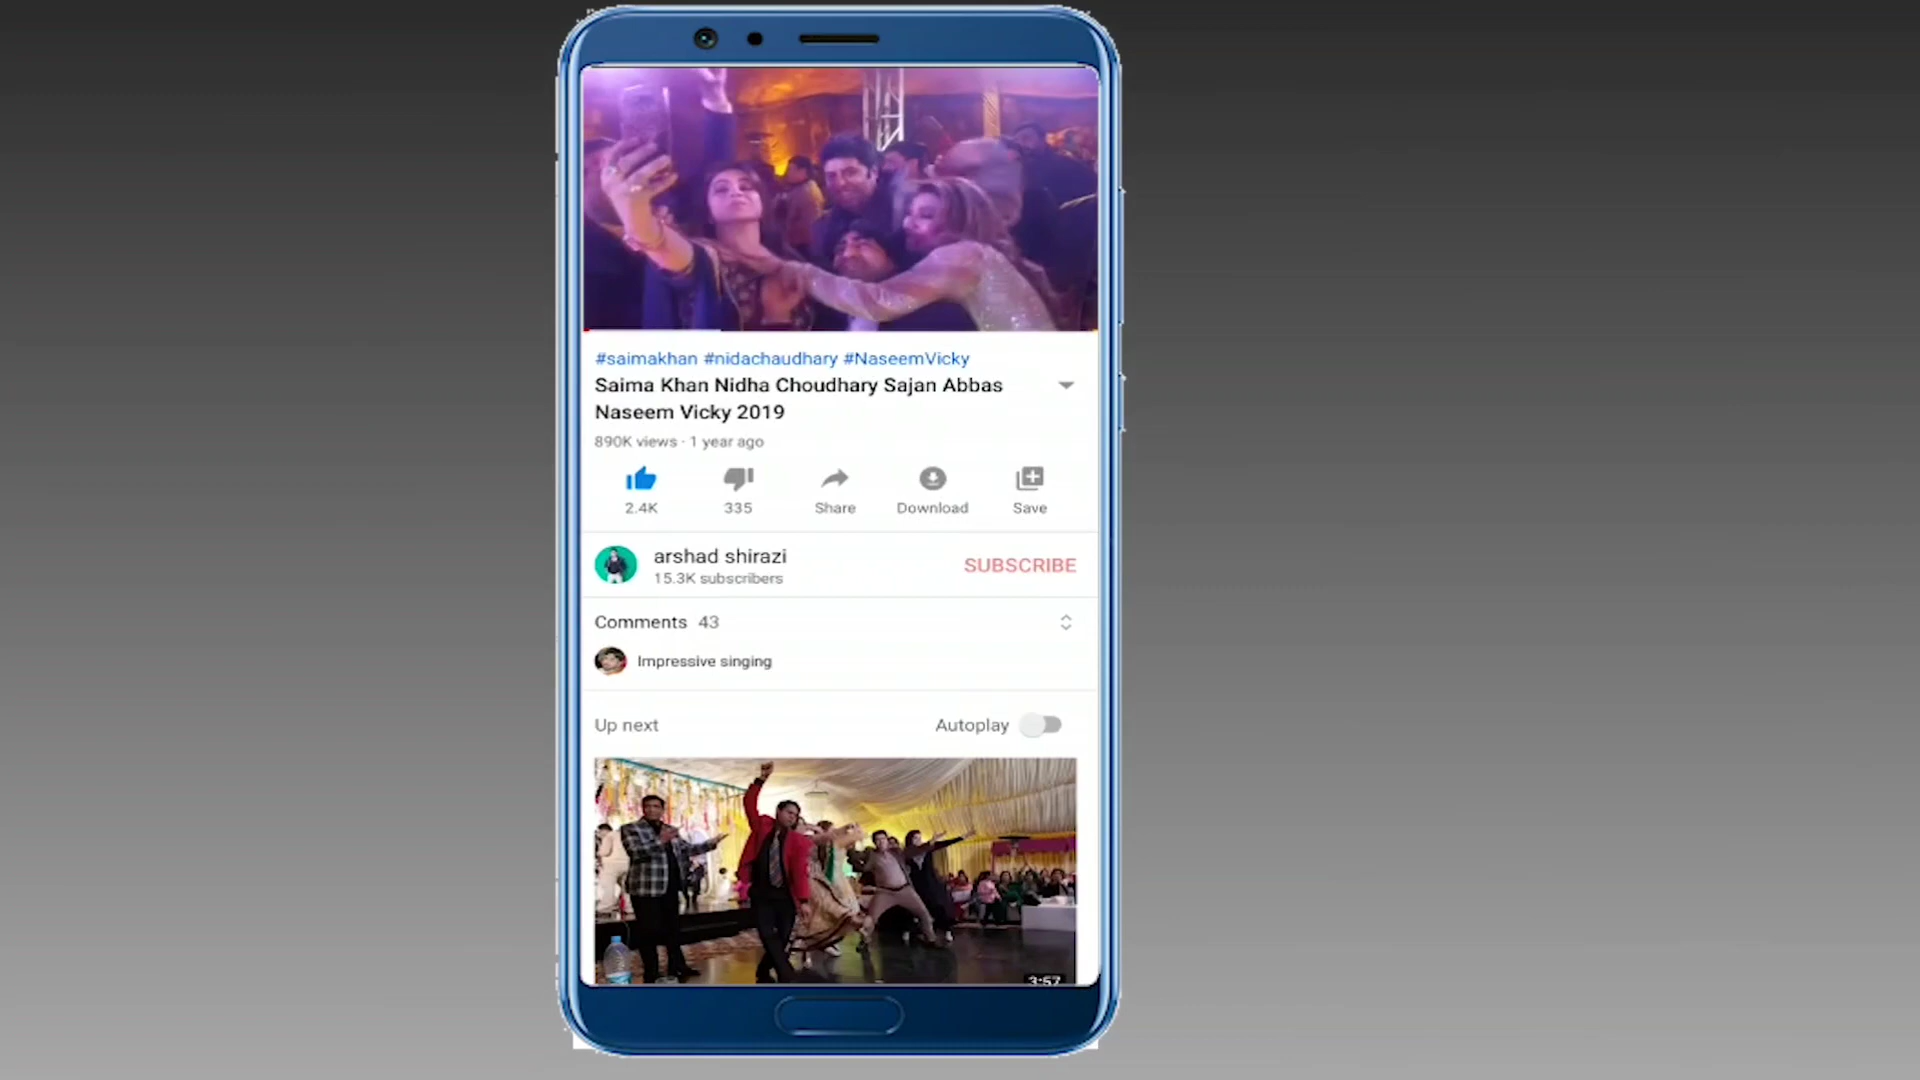 #saimakhan #nidachaudhary #NaseemVicky
Saima Khan Nidha Choudhary Sajan Abbas
Naseem Vicky 2019
890K views · 1 year ago
2.4K 335 Share Download Save
arshad shirazi
15.3K subscribers
SUBSCRIBE
Comments 43
Impressive singing
Up next Autoplay
3:57